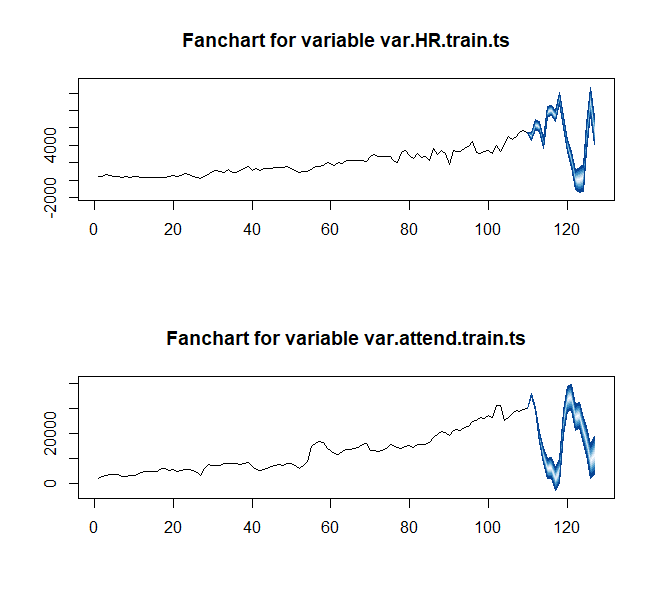 Fanchart for variable var.HR.train.ts
4000
-2000
0 20 40 60 80 100 120
Fanchart for variable var.attend.train.ts
20000
0
0 20 40 60 80 100 120